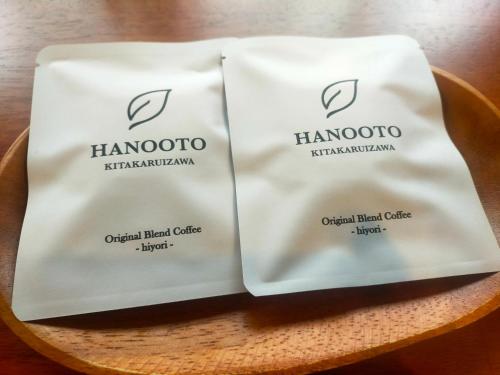 HANOOTO
KITAKARUIZAWA
Original Blend Coffee
- hiyori -
HANOOTO
KITAKARUIZAWA
Original Blend Coffee
- hiyori -